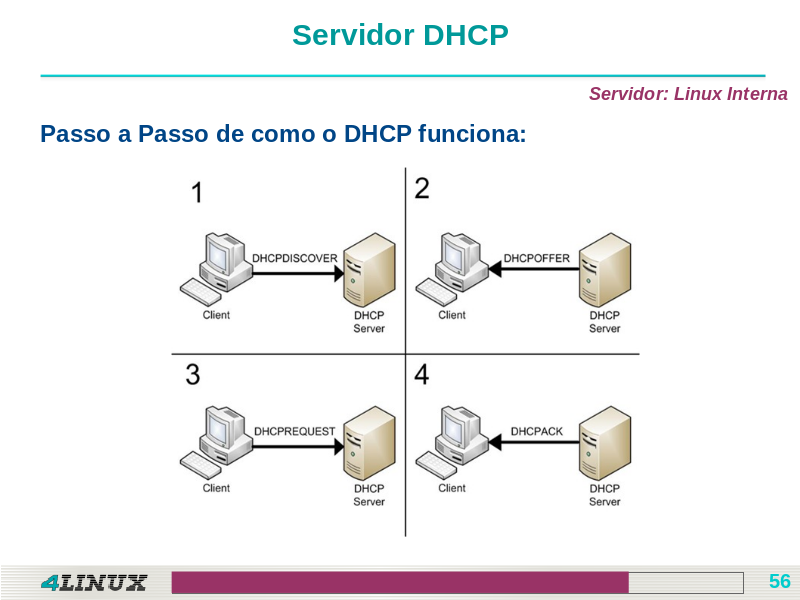 Servidor DHCP
Servidor: Linux Interna
Passo a Passo de como o DHCP funciona:
1
DHCPDISCOVER
Client
DHCP
Server
2
DHCPOFFER
Client
DHCP
Server
3
DHCPREQUEST
Client
DHCP
Server
4
DHCPACK
Client
DHCP
Server
4LINUX
56